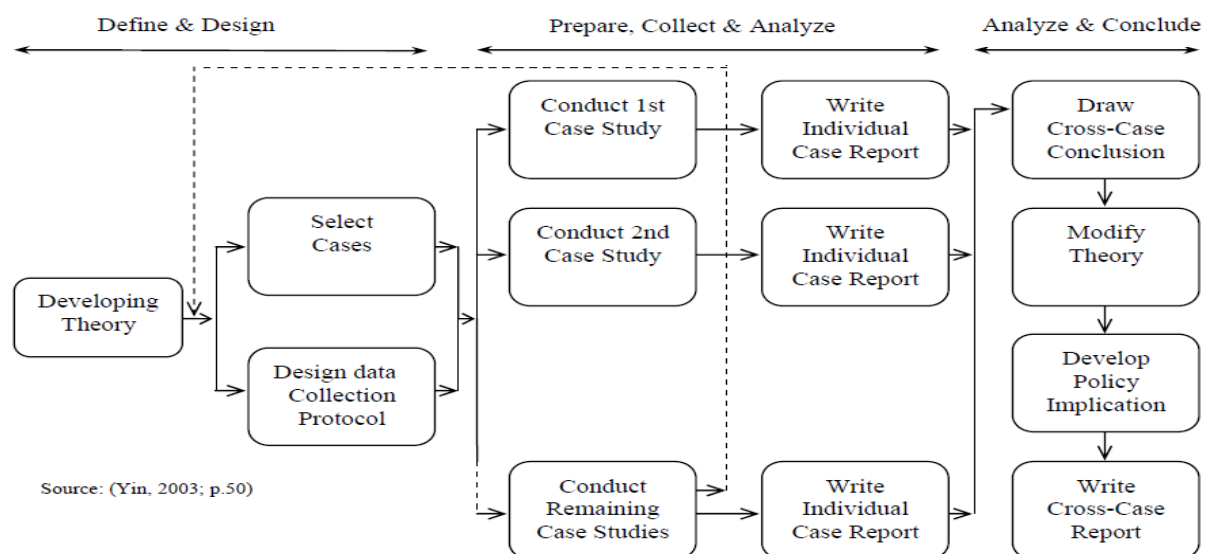 Define & Design
Prepare, Collect & Analyze
Analyze & Conclude
Developing
Theory
Select
Cases
Design data
Collection
Protocol
Conduct 1st
Case Study
Write
Individual
Case Report
Conduct 2nd
Case Study
Write
Individual
Case Report
Conduct
Remaining
Case Studies
Write
Individual
Case Report
Draw
Cross-Case
Conclusion
Modify
Theory
Develop
Policy
Implication
Write
Cross-Case
Report
Source: (Yin, 2003; p.50)